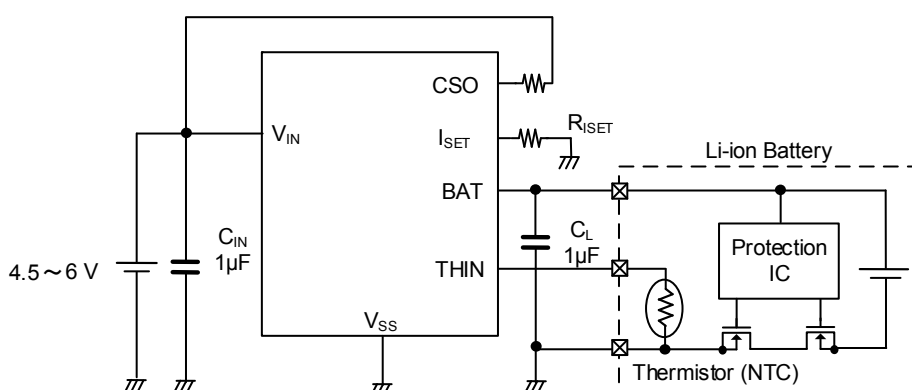 CSO
V_IN
I_SET
R_ISET
Li-ion Battery
BAT
C_IN
1µF
C_L
1µF
Protection
IC
4.5～6 V
THIN
V_SS
Thermistor (NTC)